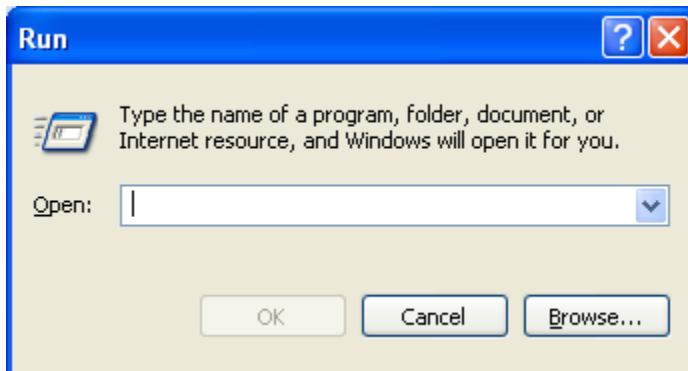 Run
Type the name of a program, folder, document, or
Internet resource, and Windows will open it for you.
Open:
OK Cancel Browse...